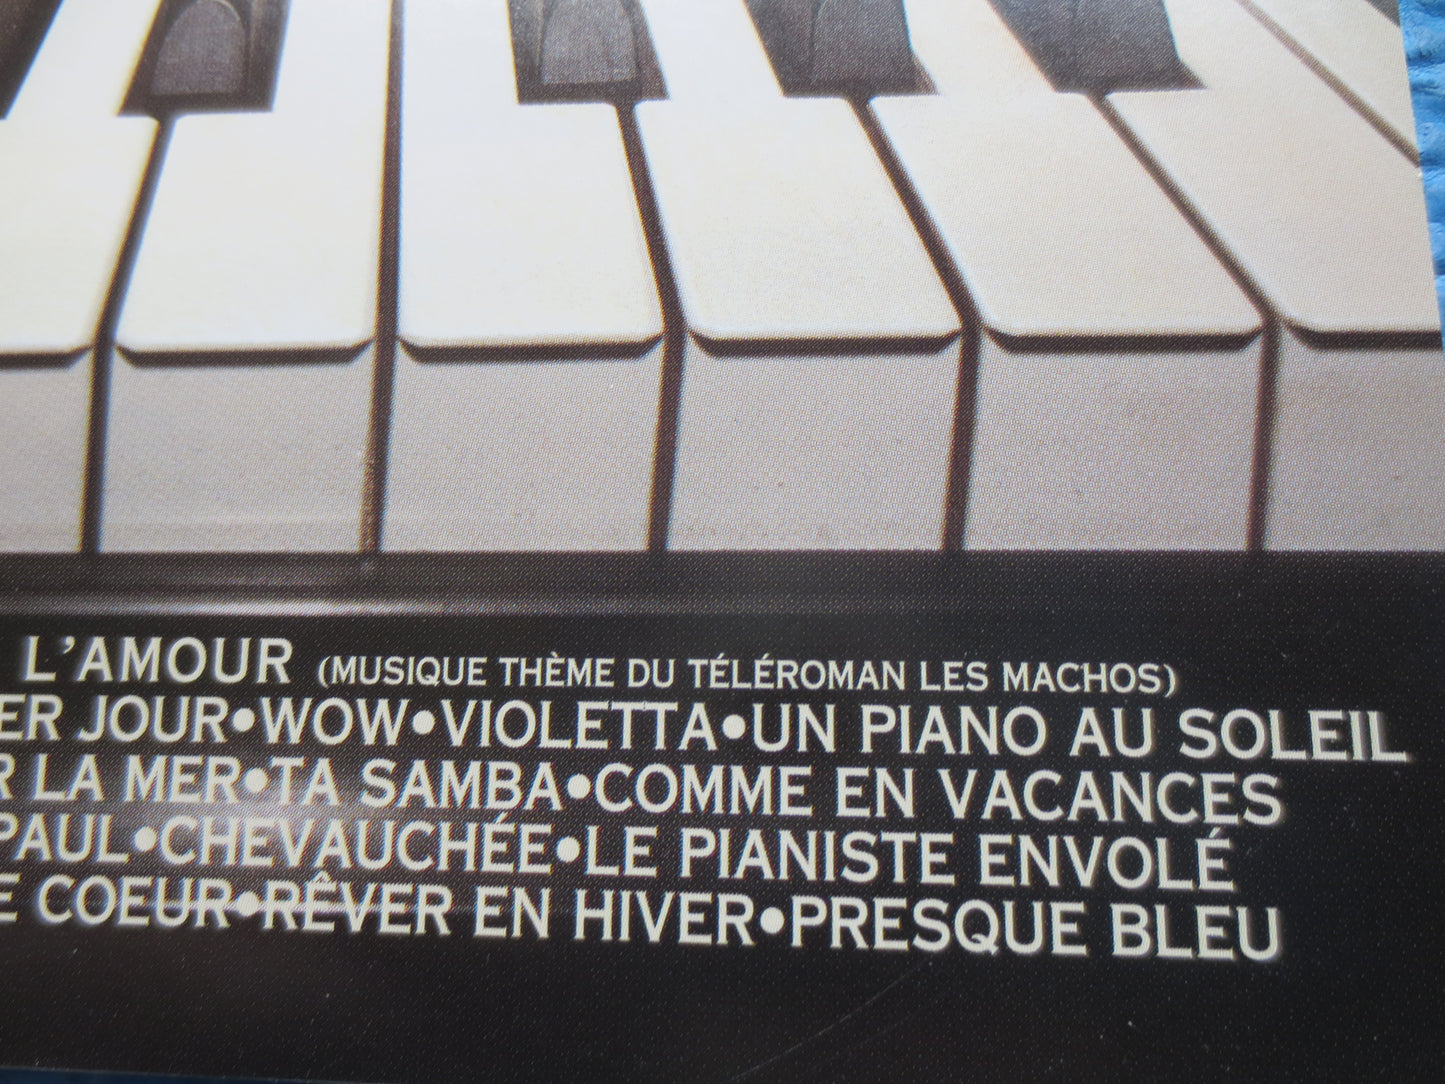 L'AMOUR (MUSIQUE THÈME DU TÉLÉROMAN LES MACHOS)
ER JOUR•WOW•VIOLETTA•UN PIANO AU SOLEIL
R LA MER•TA SAMBA•COMME EN VACANCES
PAUL•CHEVAUCHÉE•LE PIANISTE ENVOLÉ
E COEUR•RÊVER EN HIVER•PRESQUE BLEU